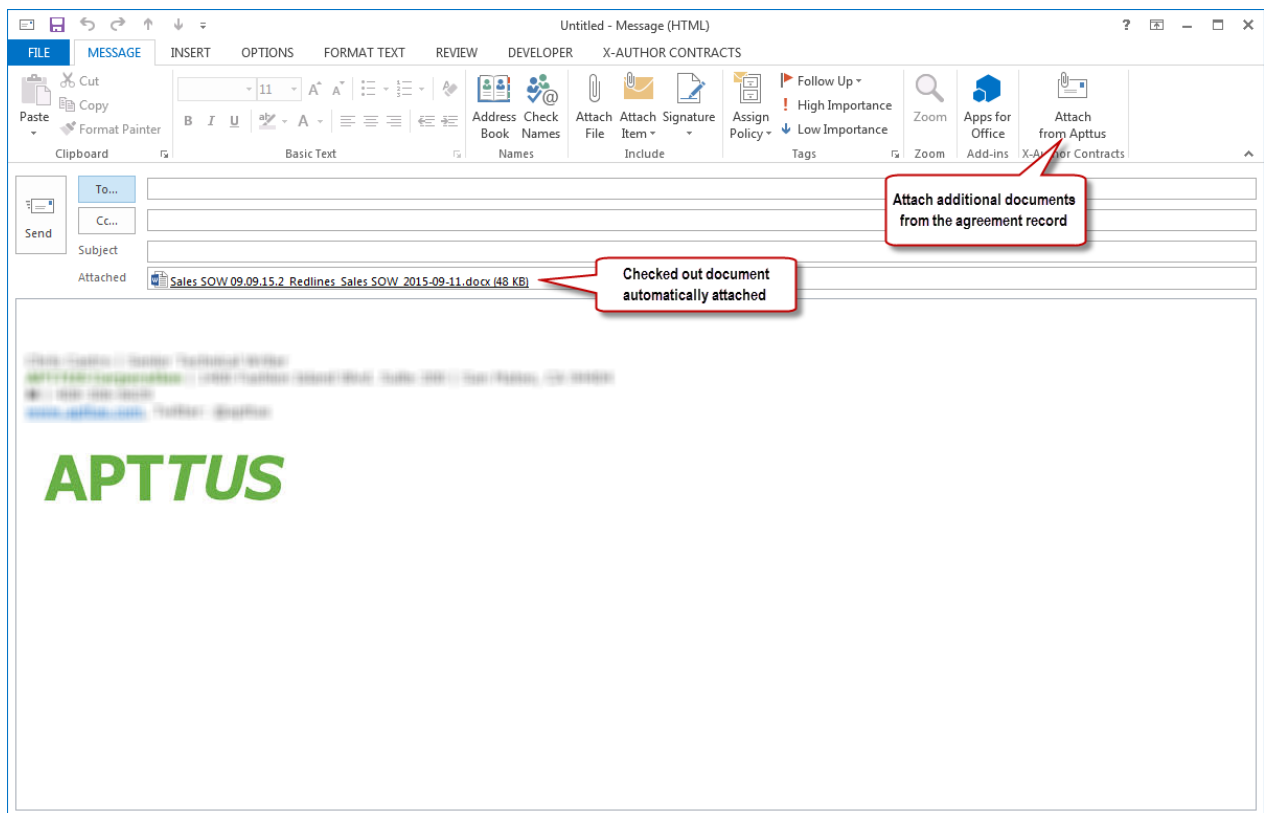 Untitled - Message (HTML)
?
FILE MESSAGE INSERT OPTIONS FORMAT TEXT REVIEW DEVELOPER X-AUTHOR CONTRACTS
Paste
Cut
Copy
Format Painter
Clipboard
11 A A
B I U aby A
Basic Text
Address Book
Check Names
Names
Attach File
Attach Item
Signature
Include
Assign Policy
Follow Up
High Importance
Low Importance
Tags
Zoom
Zoom
Apps for Office
Add-ins
Attach from Apttus
X-Author Contracts
Attach additional documents
from the agreement record
Send
To...
Cc...
Subject
Attached
Sales SOW 09.09.15.2_Redlines_Sales SOW_2015-09-11.docx (48 KB)
Checked out document
automatically attached
APTTUS